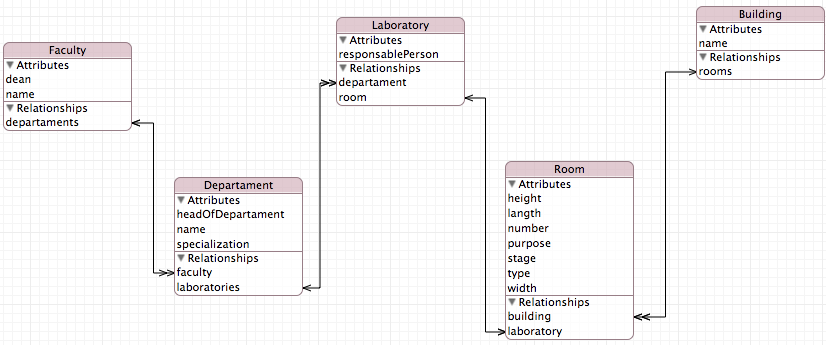 Faculty
Attributes
dean
name
Relationships
departaments
Departament
Attributes
headOfDepartament
name
specialization
Relationships
faculty
laboratories
Laboratory
Attributes
responsablePerson
Relationships
departament
room
Room
Attributes
height
langth
number
purpose
stage
type
width
Relationships
building
laboratory
Building
Attributes
name
Relationships
rooms